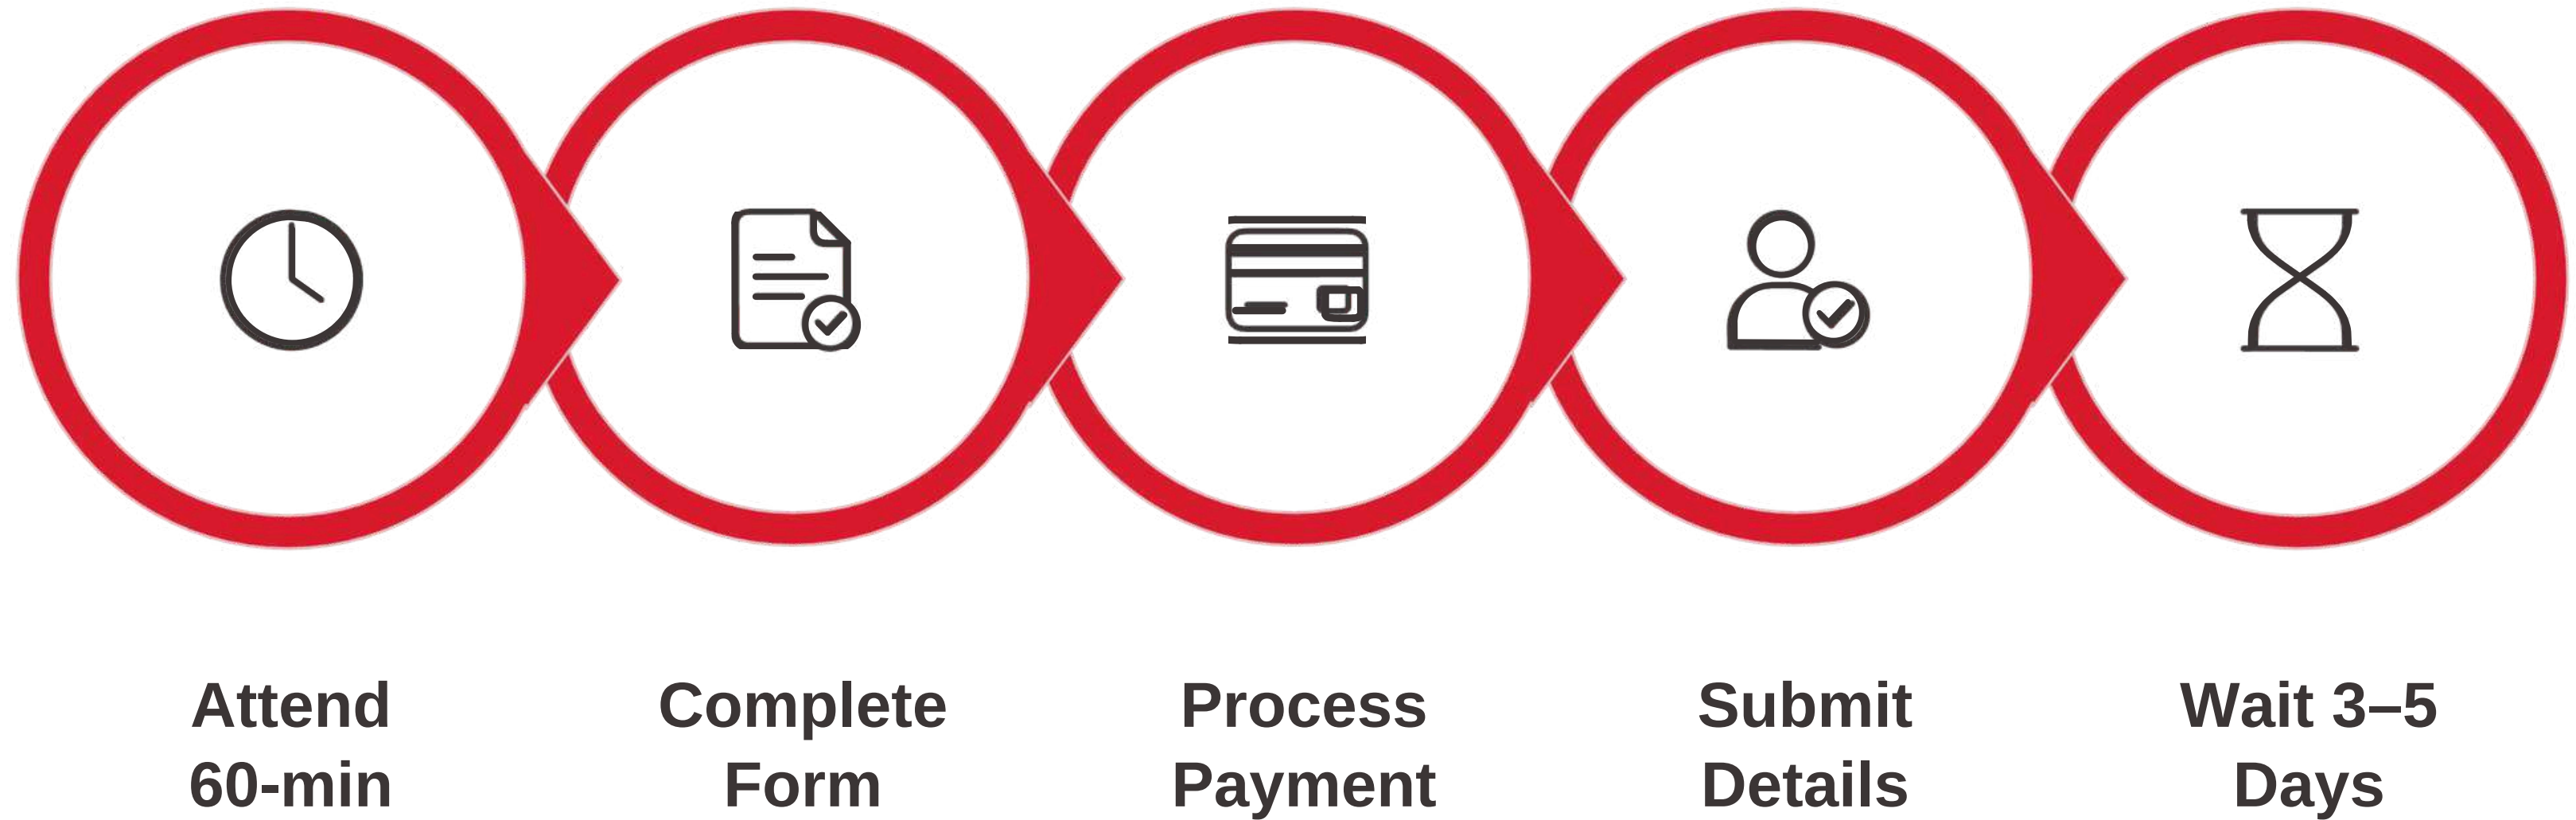 Attend
60-min
Complete
Form
Process
Payment
Submit
Details
Wait 3–5
Days